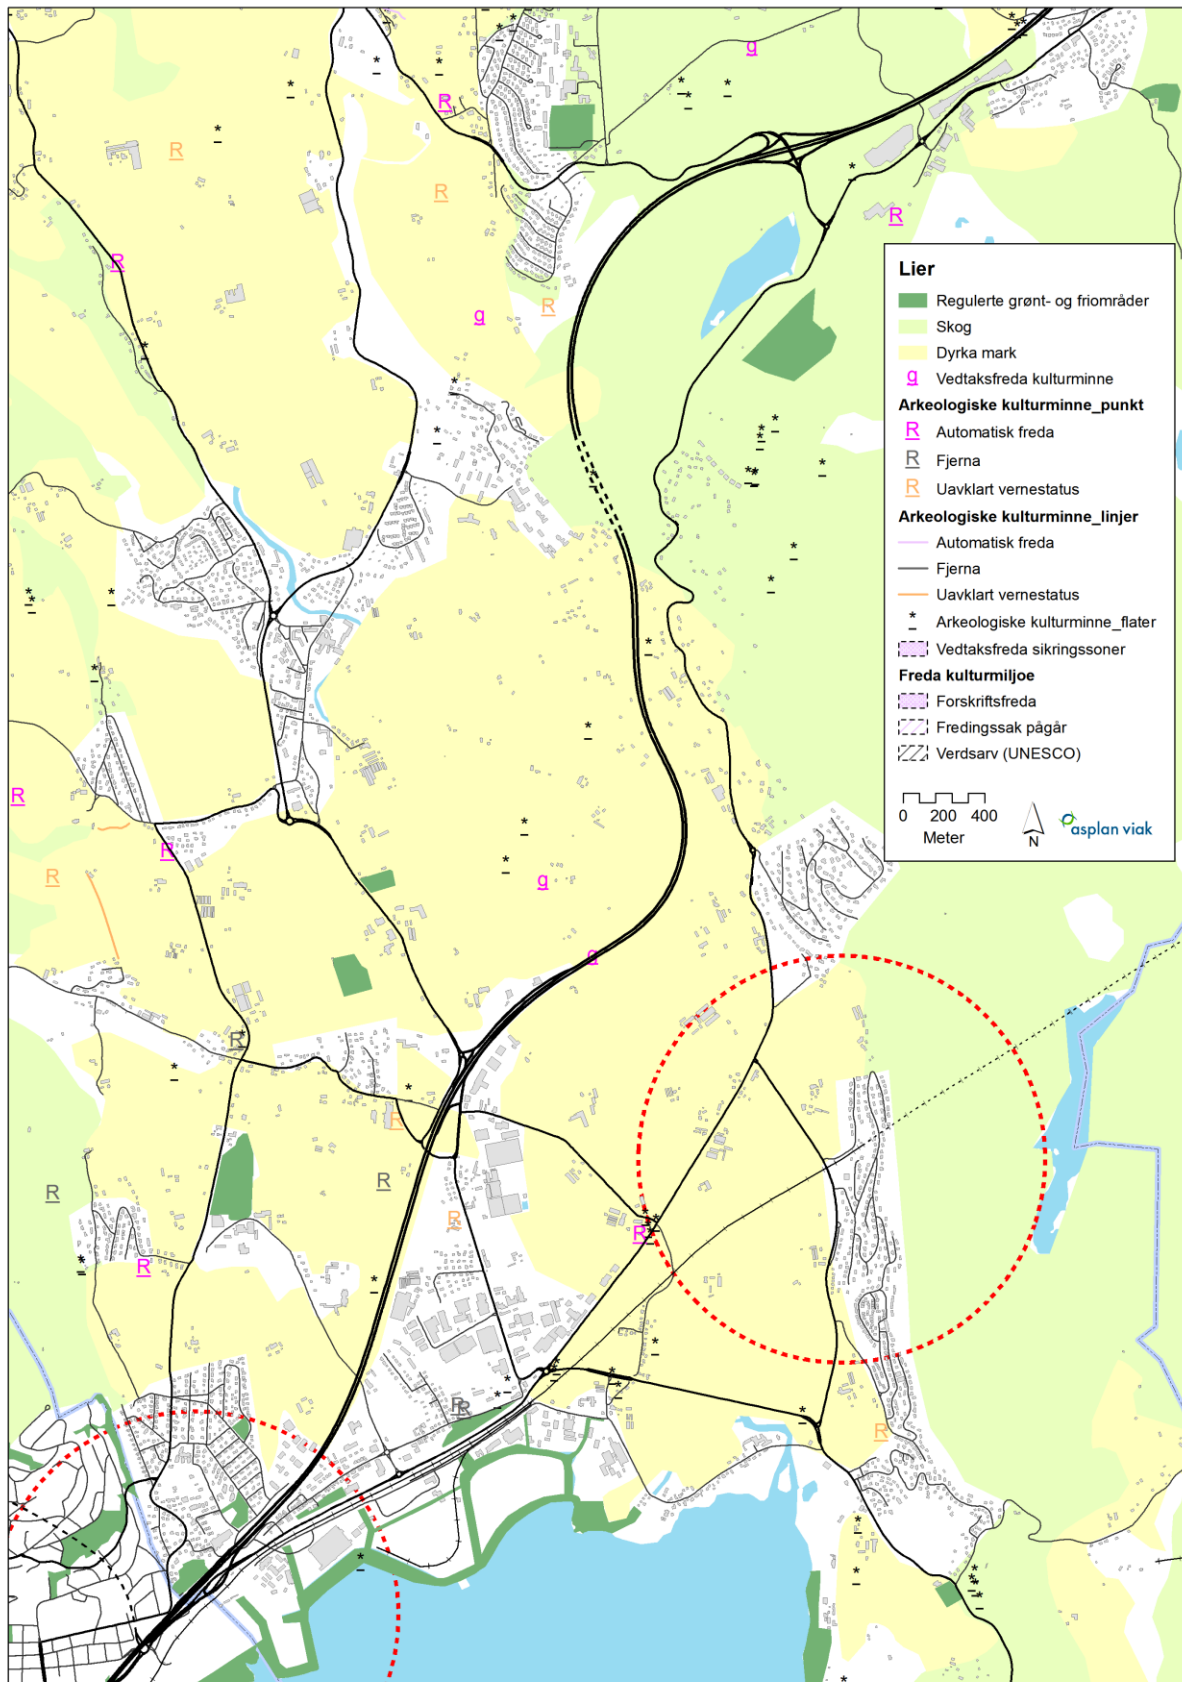 Lier
Regulerte grønt- og friområder
Skog
Dyrka mark
g Vedtaksfreda kulturminne
Arkeologiske kulturminne_punkt
R Automatisk freda
R Fjerna
R Uavklart vernestatus
Arkeologiske kulturminne_linjer
Automatisk freda
Fjerna
Uavklart vernestatus
* Arkeologiske kulturminne_flater
Vedtaksfreda sikringssoner
Freda kulturmiljoe
Forskriftsfreda
Fredingssak pågår
Verdsarv (UNESCO)
0 200 400
Meter
N
asplan viak